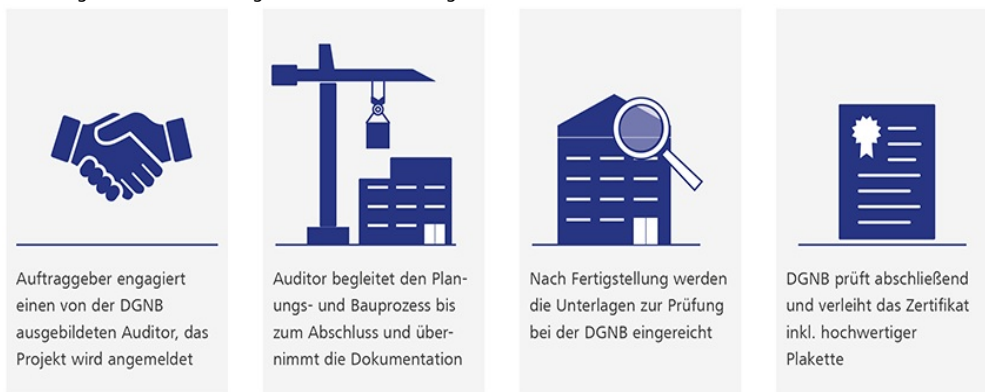 Auftraggeber engagiert
einen von der DGNB
ausgebildeten Auditor, das
Projekt wird angemeldet
Auditor begleitet den Plan-
ungs- und Bauprozess bis
zum Abschluss und über-
nimmt die Dokumentation
Nach Fertigstellung werden
die Unterlagen zur Prüfung
bei der DGNB eingereicht
DGNB prüft abschließend
und verleiht das Zertifikat
inkl. hochwertiger
Plakette